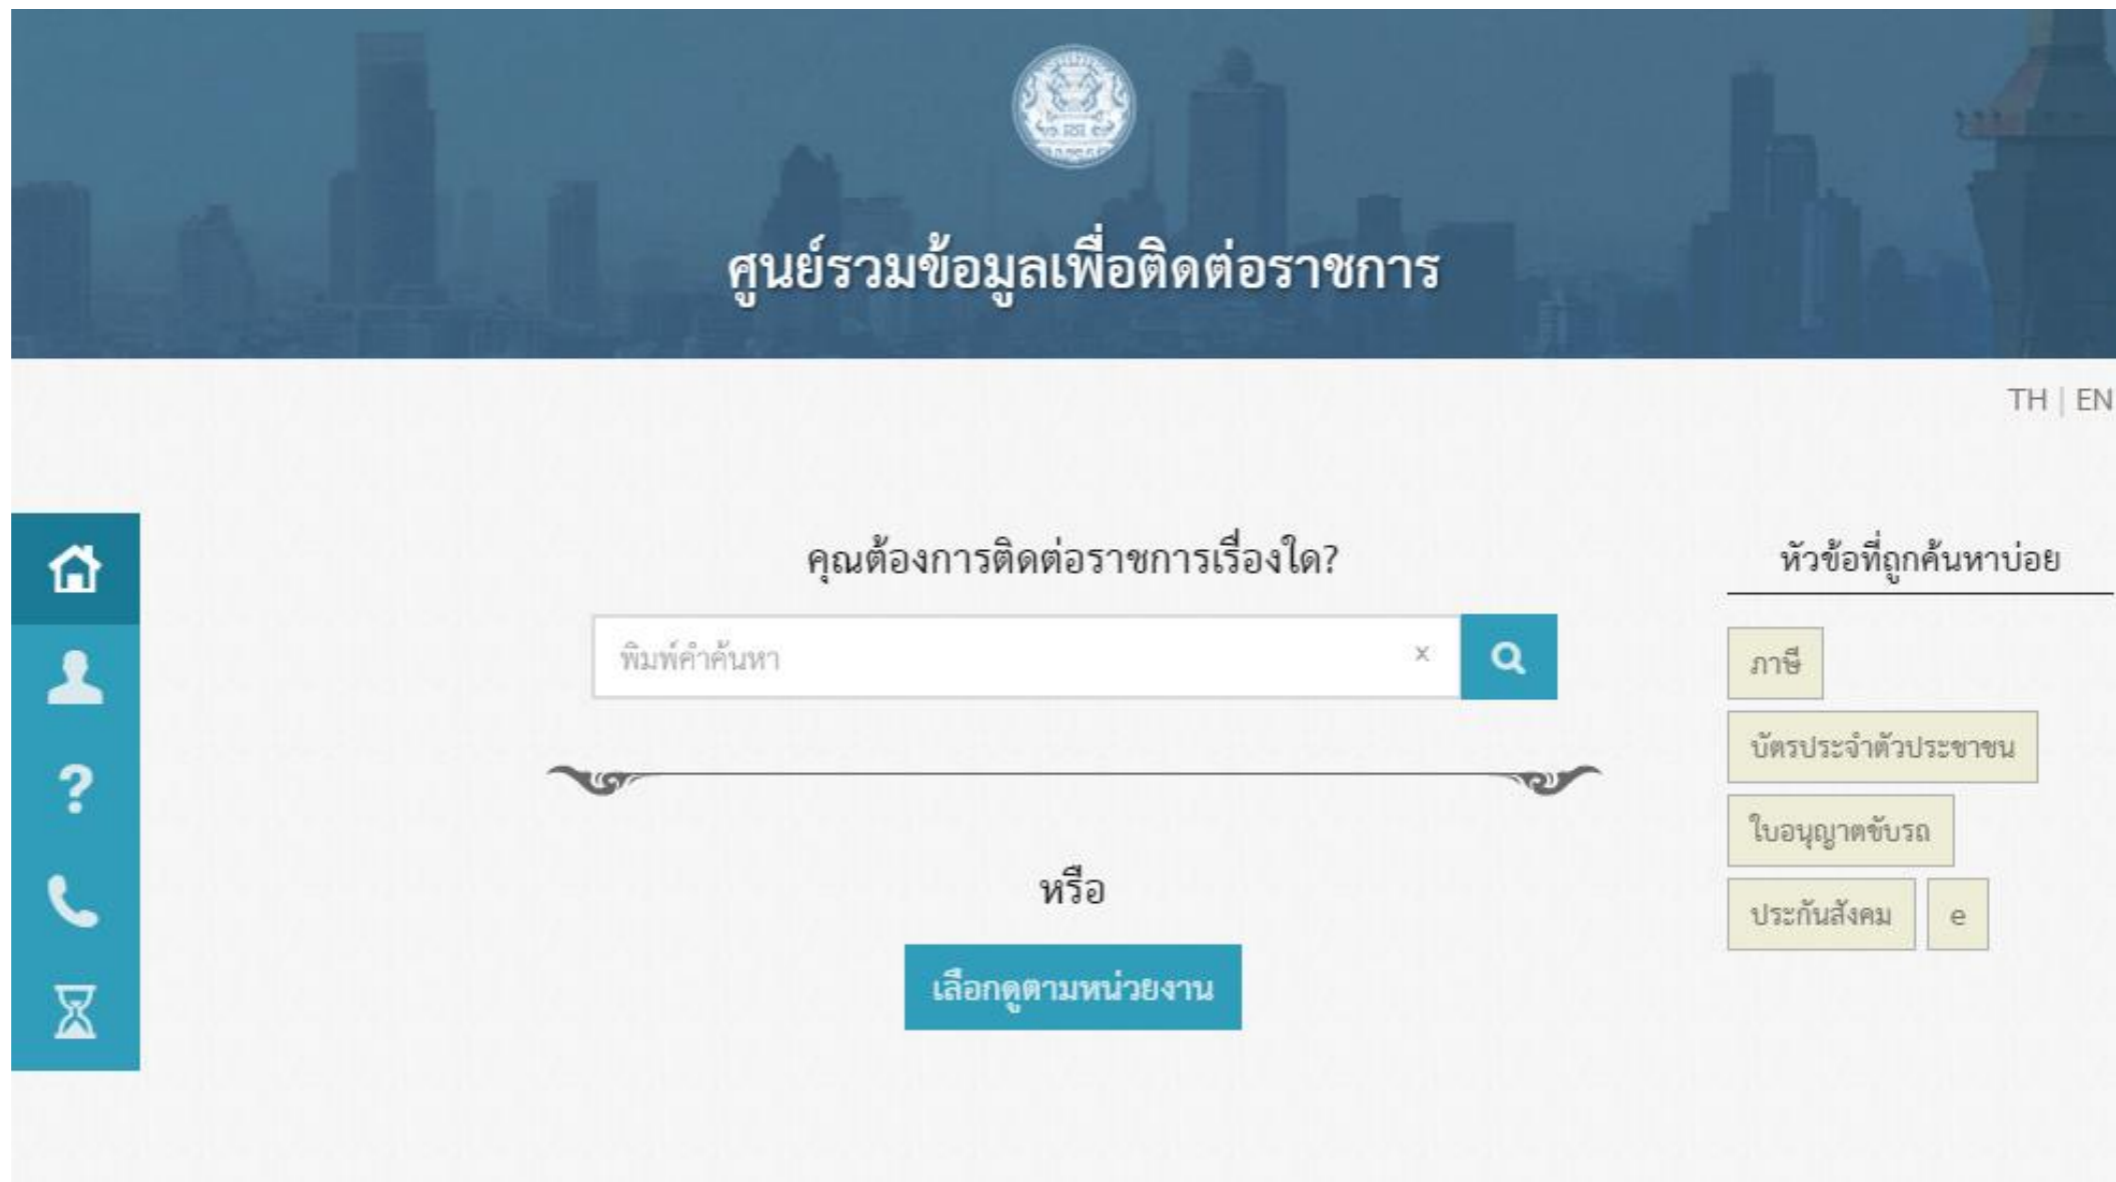 ศูนย์รวมข้อมูลเพื่อติดต่อราชการ
TH | EN
คุณต้องการติดต่อราชการเรื่องใด?
พิมพ์คำค้นหา x
หรือ
เลือกดูตามหน่วยงาน
หัวข้อที่ถูกค้นหาบ่อย
ภาษี
บัตรประจำตัวประชาชน
ใบอนุญาตขับรถ
ประกันสังคม e